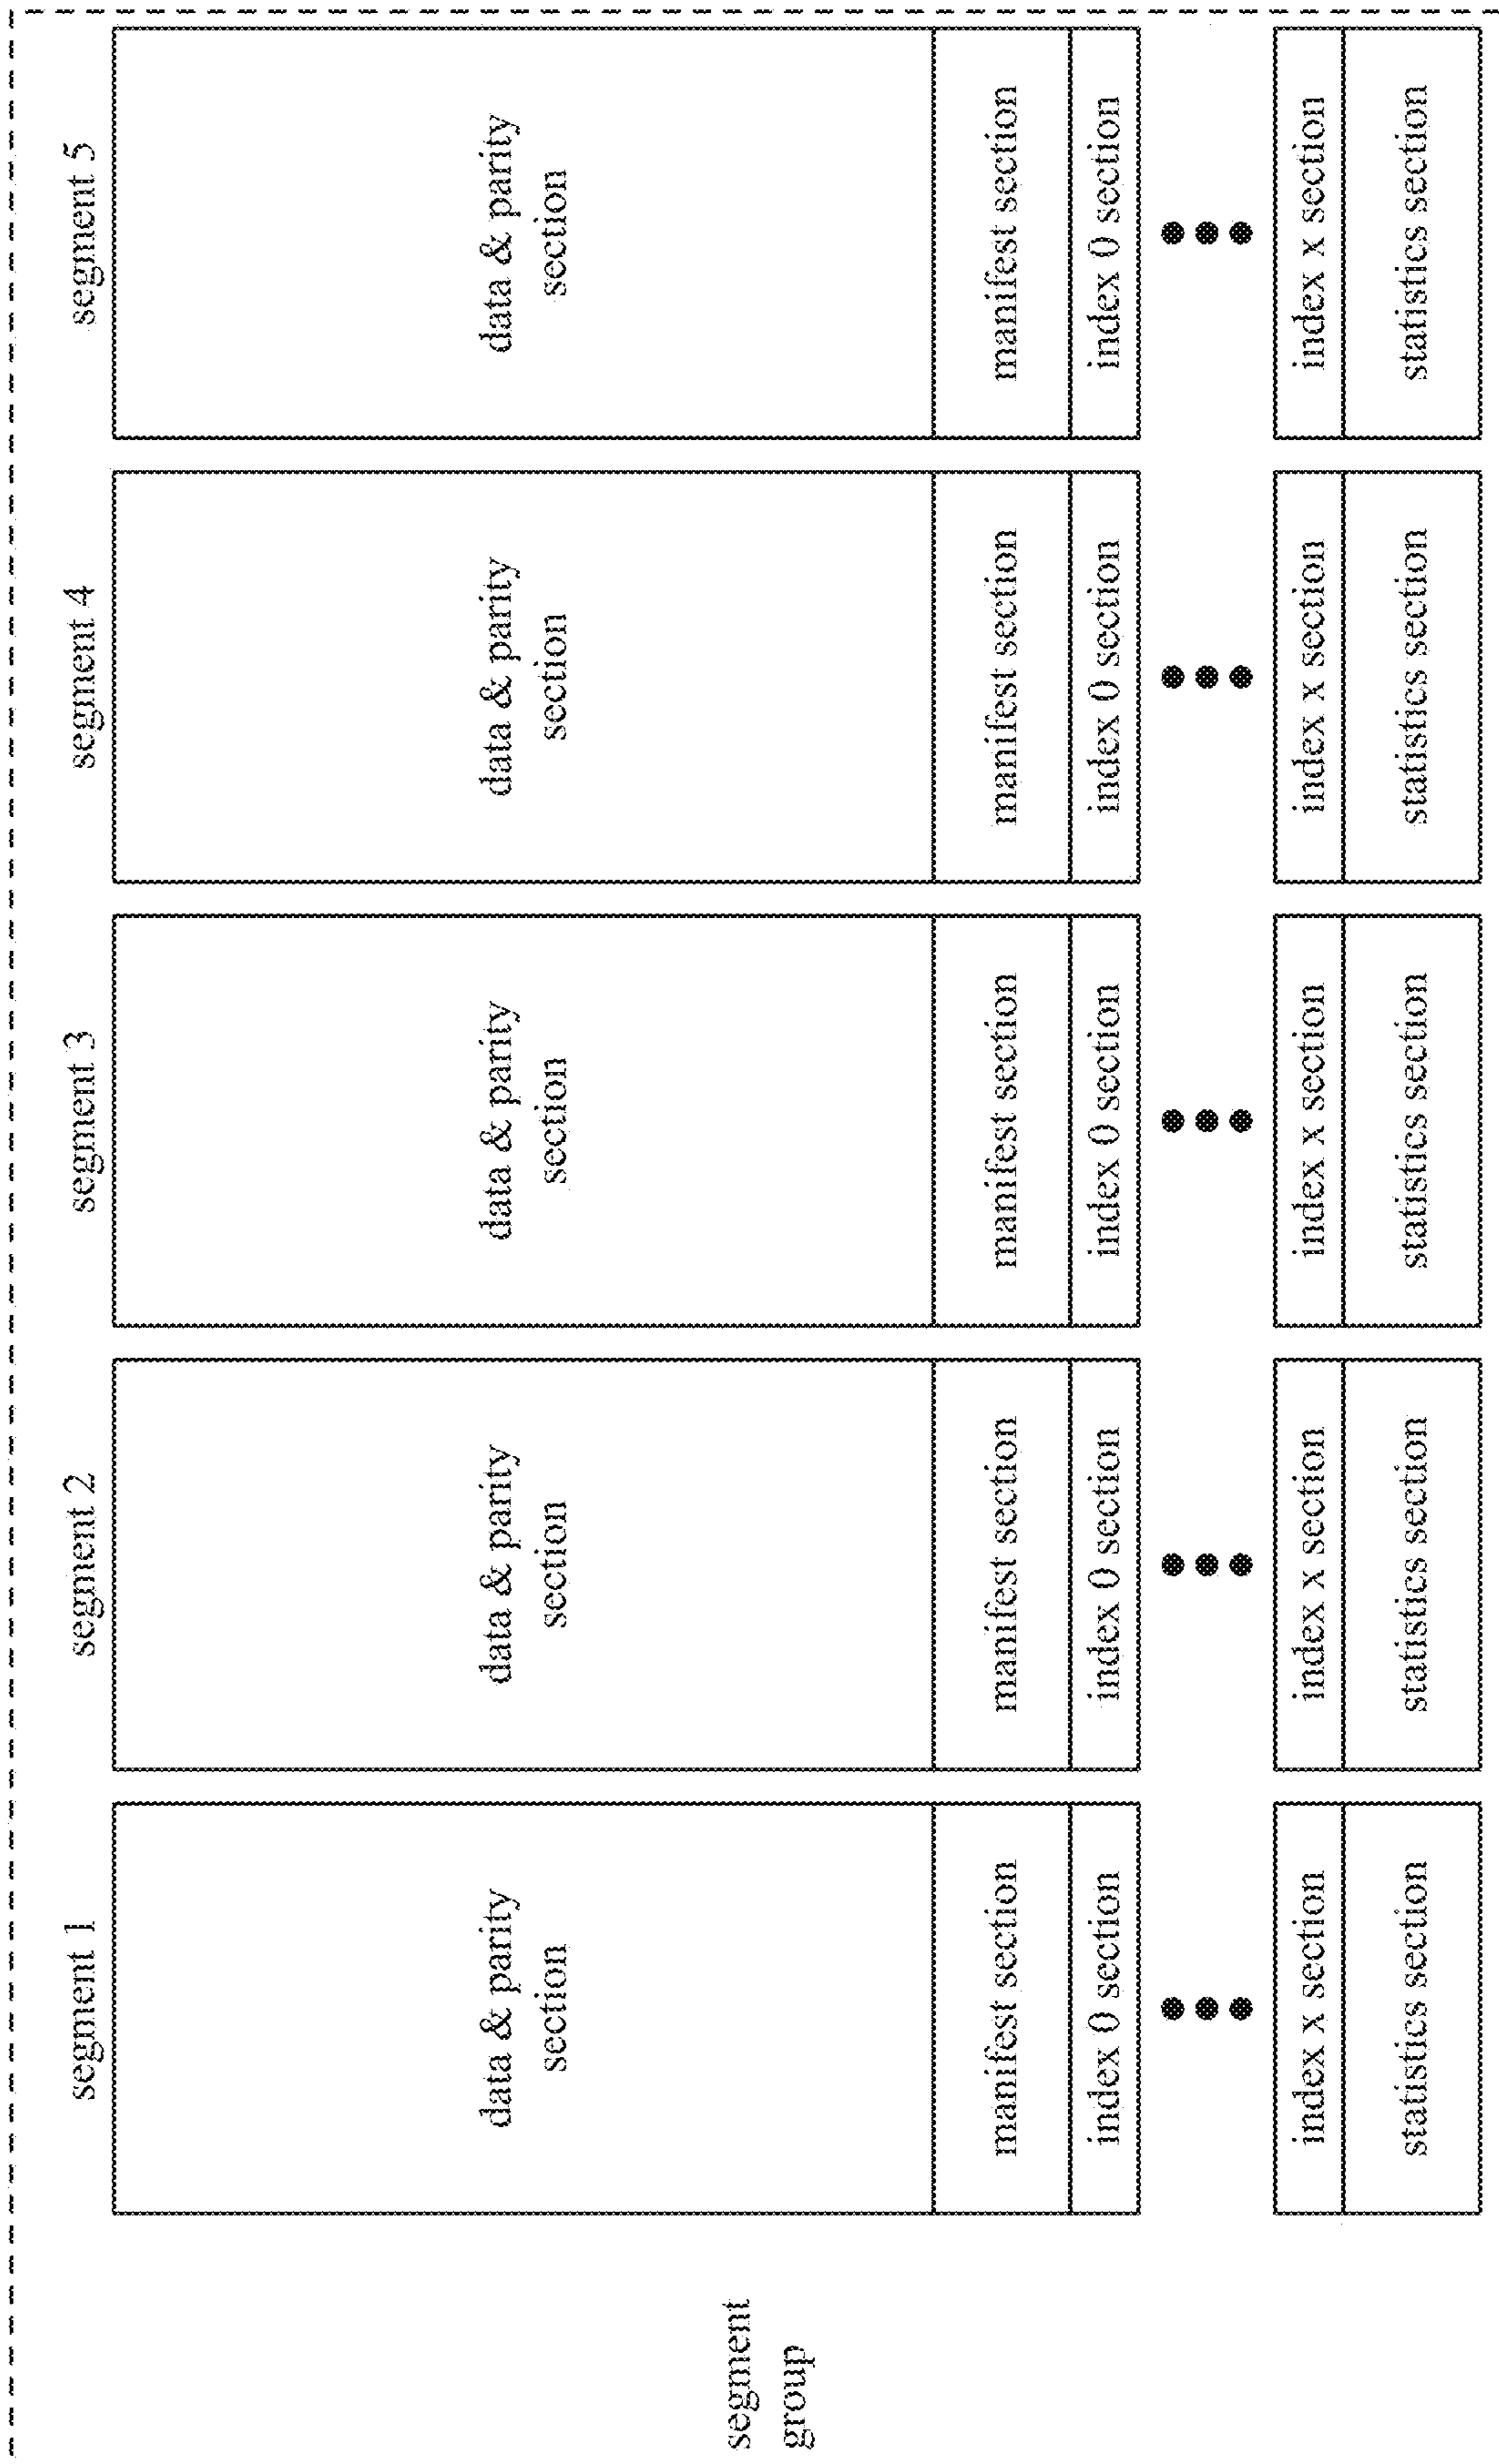 segment
group
segment 1
data & parity
section
manifest section
index 0 section
index x section
statistics section
segment 2
data & parity
section
manifest section
index 0 section
index x section
statistics section
segment 3
data & parity
section
manifest section
index 0 section
index x section
statistics section
segment 4
data & parity
section
manifest section
index 0 section
index x section
statistics section
segment 5
data & parity
section
manifest section
index 0 section
index x section
statistics section